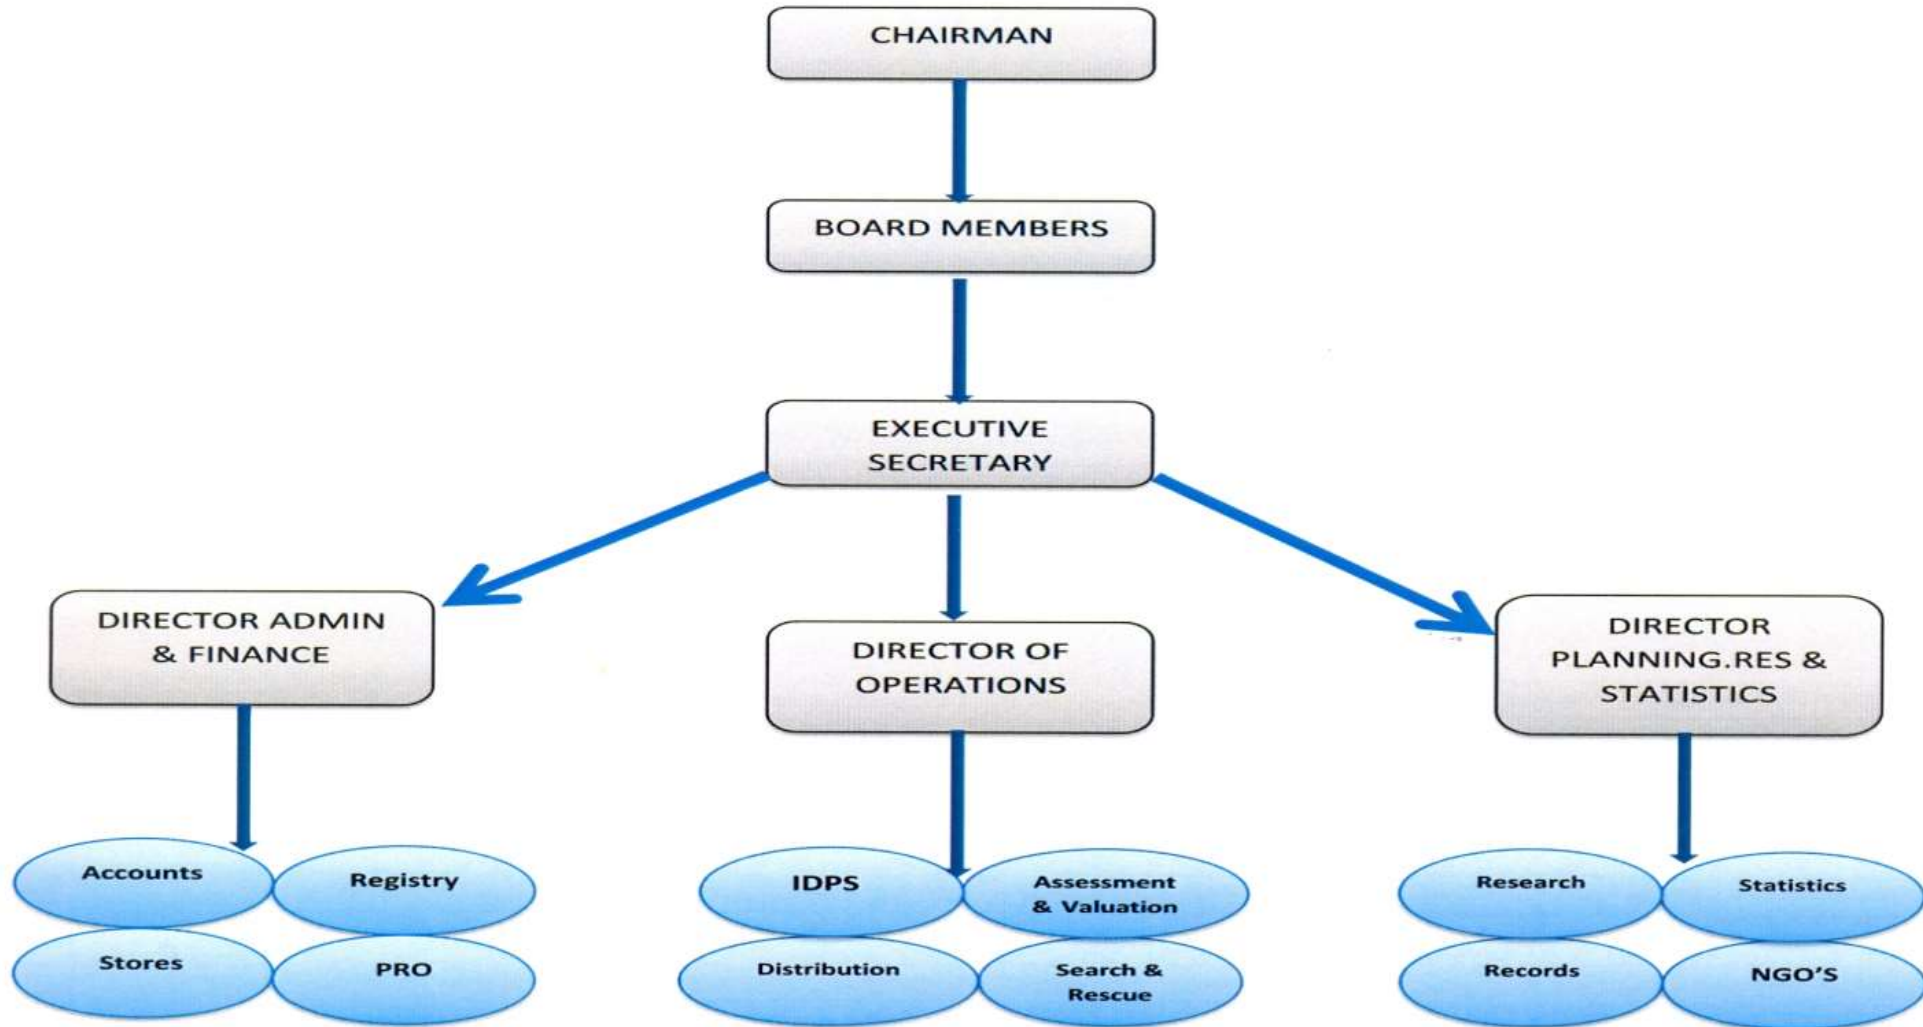 CHAIRMAN
BOARD MEMBERS
EXECUTIVE
SECRETARY
DIRECTOR ADMIN
& FINANCE
DIRECTOR OF
OPERATIONS
DIRECTOR
PLANNING.RES &
STATISTICS
Accounts
Registry
Stores
PRO
IDPS
Assessment
& Valuation
Distribution
Search &
Rescue
Research
Statistics
Records
NGO'S